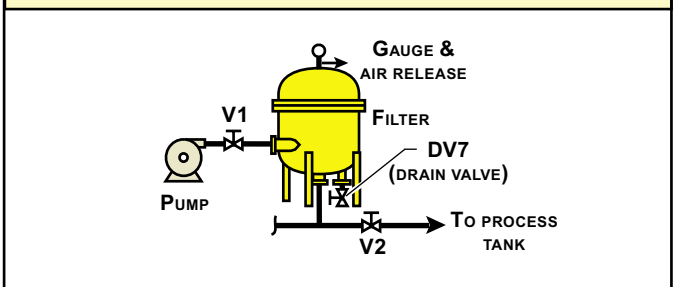 Gauge &
air release
V1
Filter
DV7
(drain valve)
Pump
To process
tank
V2